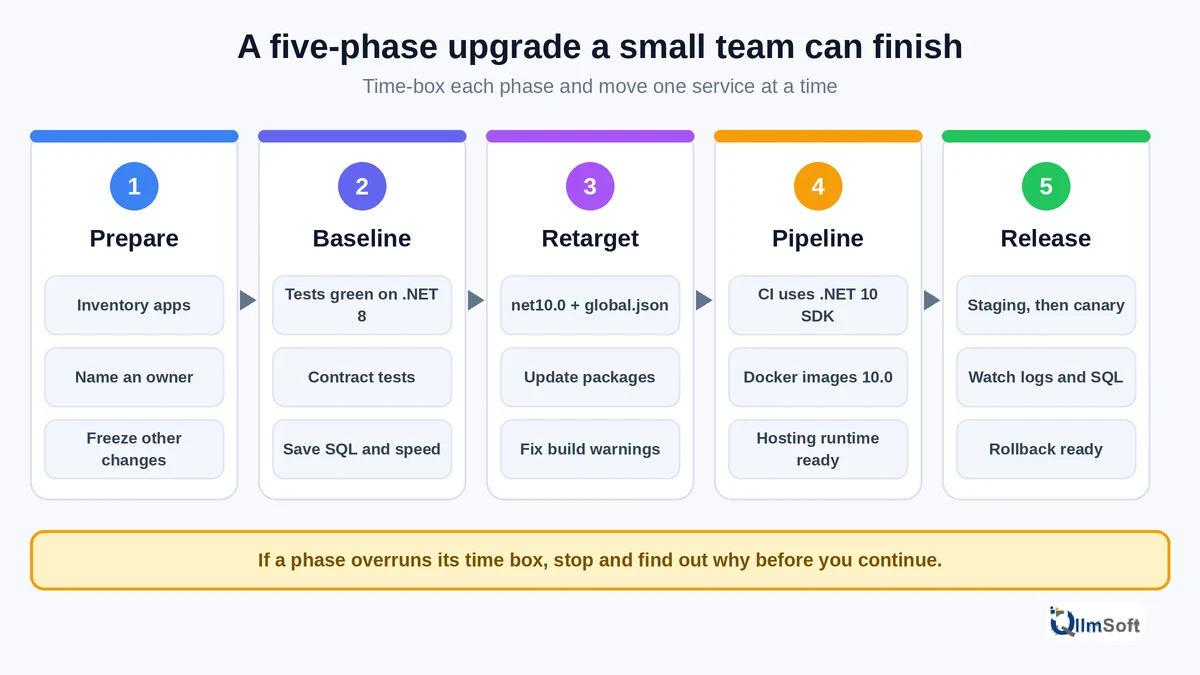 A five-phase upgrade a small team can finish
Time-box each phase and move one service at a time
1
Prepare
Inventory apps
Name an owner
Freeze other
changes
2
Baseline
Tests green on .NET
8
Contract tests
Save SQL and speed
3
Retarget
net10.0 + global.json
Update packages
Fix build warnings
4
Pipeline
CI uses .NET 10
SDK
Docker images 10.0
Hosting runtime
ready
5
Release
Staging, then canary
Watch logs and SQL
Rollback ready
If a phase overruns its time box, stop and find out why before you continue.
QllmSoft